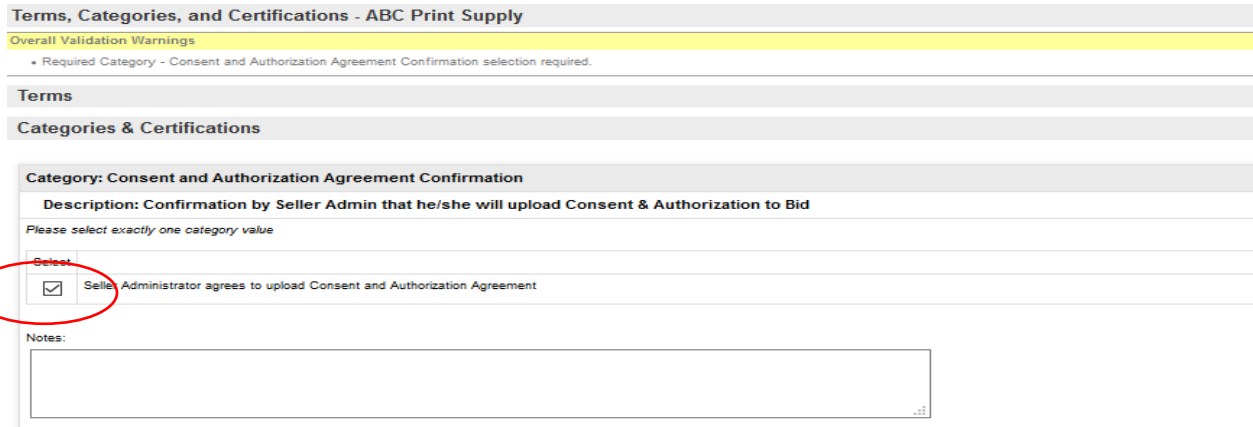 Terms, Categories, and Certifications - ABC Print Supply
Overall Validation Warnings
• Required Category - Consent and Authorization Agreement Confirmation selection required.
Terms
Categories & Certifications
Category: Consent and Authorization Agreement Confirmation
Description: Confirmation by Seller Admin that he/she will upload Consent & Authorization to Bid
Please select exactly one category value
Select
Seller Administrator agrees to upload Consent and Authorization Agreement
Notes: